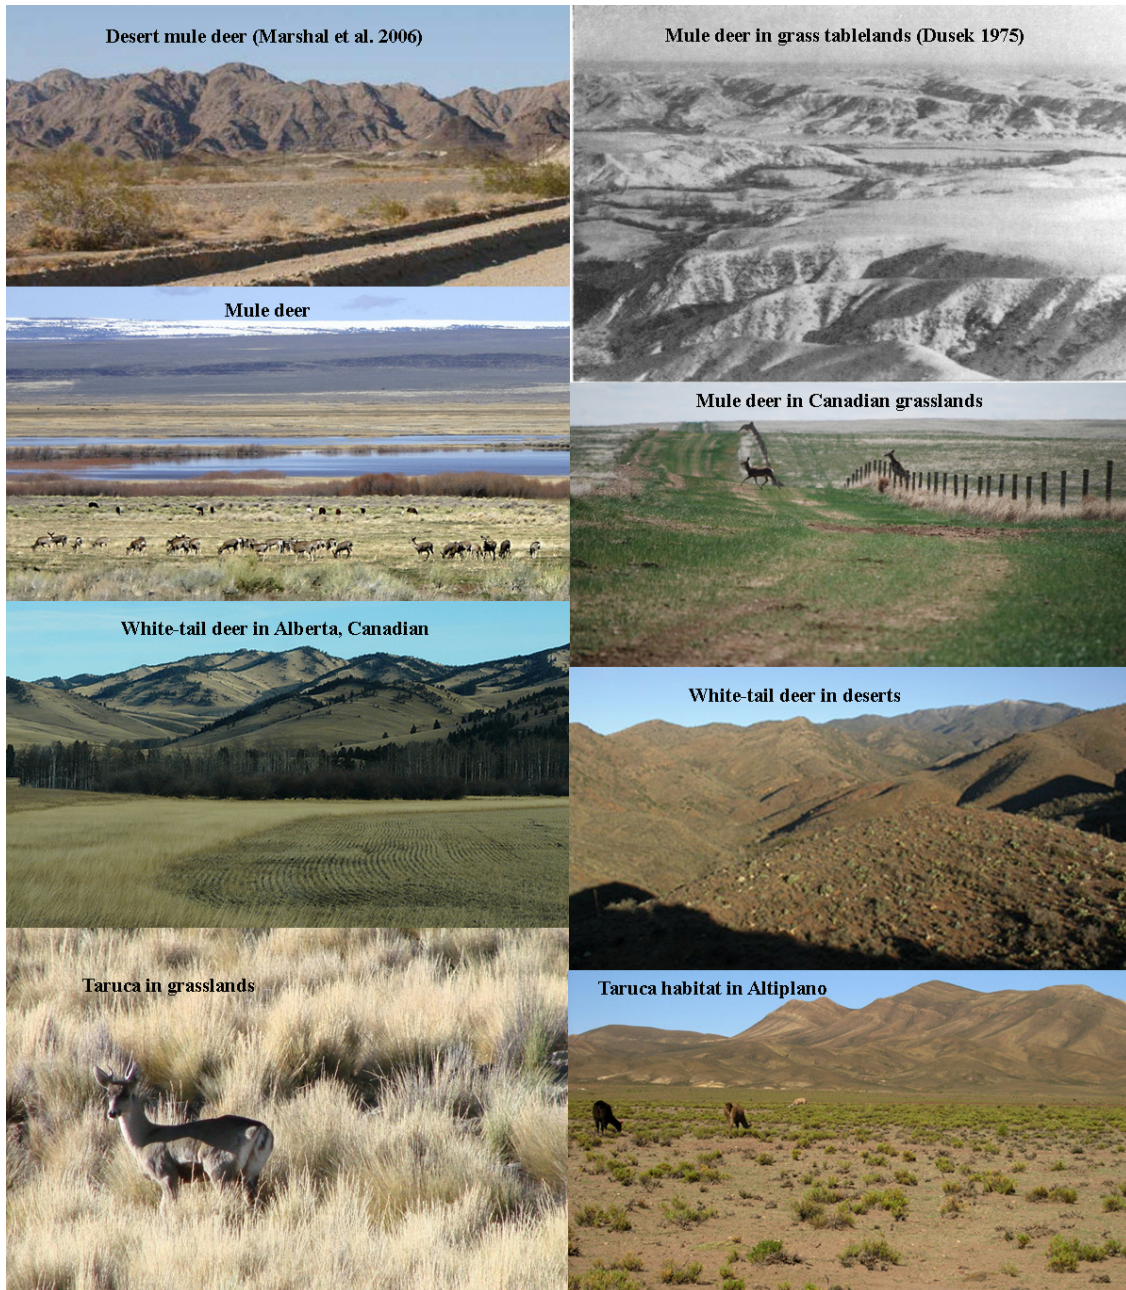 Desert mule deer (Marshal et al. 2006)
Mule deer in grass tablelands (Dusek 1975)
Mule deer
Mule deer in Canadian grasslands
White-tail deer in Alberta, Canadian
White-tail deer in deserts
Taruca in grasslands
Taruca habitat in Altiplano